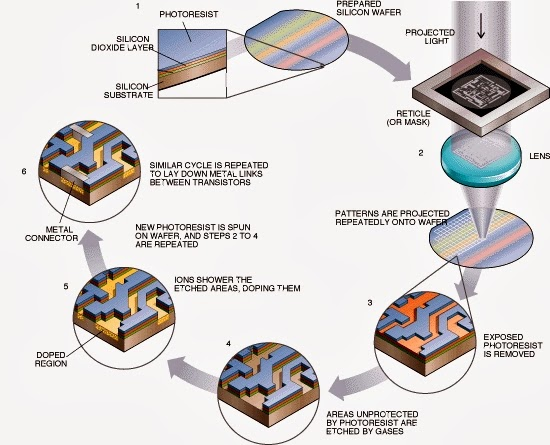 1
PHOTORESIST
SILICON
DIOXIDE LAYER
SILICON
SUBSTRATE
PREPARED
SILICON WAFER
PROJECTED
LIGHT
RETICLE
(OR MASK)
2
LENS
PATTERNS ARE PROJECTED
REPEATEDLY ONTO WAFER
3
EXPOSED
PHOTORESIST
IS REMOVED
4
AREAS UNPROTECTED
BY PHOTORESIST ARE
ETCHED BY GASES
5
IONS SHOWER THE
ETCHED AREAS, DOPING THEM
DOPED
REGION
NEW PHOTORESIST IS SPUN
ON WAFER, AND STEPS 2 TO 4
ARE REPEATED
6
SIMILAR CYCLE IS REPEATED
TO LAY DOWN METAL LINKS
BETWEEN TRANSISTORS
METAL
CONNECTOR